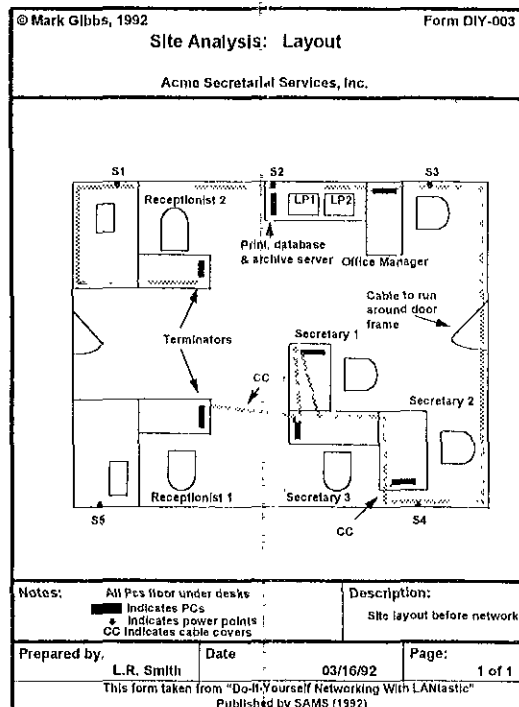 © Mark Gibbs, 1992 Form DIY-003
Site Analysis: Layout
Acme Secretarial Services, Inc.
S1 S2 S3
Receptionist 2 LP1 LP2
Print, database
& archive server
Office Manager
Cable to run
around door
frame
Terminators
Secretary 1
CC
Secretary 2
Receptionist 1 Secretary 3
S5 S4
CC
Notes: All Pcs floor under desks
Indicates PCs
Indicates power points
CC Indicates cable covers
Description:
Site layout before network
Prepared by, L.R. Smith
Date 03/16/92
Page: 1 of 1
This form taken from "Do-It-Yourself Networking With LANtastic"
Published by SAMS (1992)